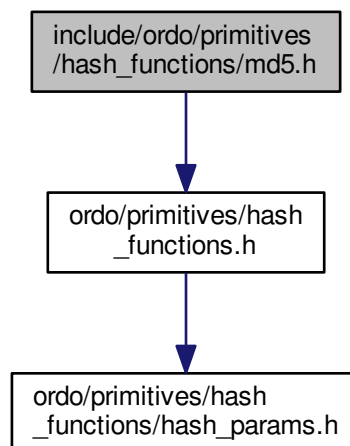 include/ordo/primitives
/hash_functions/md5.h
ordo/primitives/hash
_functions.h
ordo/primitives/hash
_functions/hash_params.h